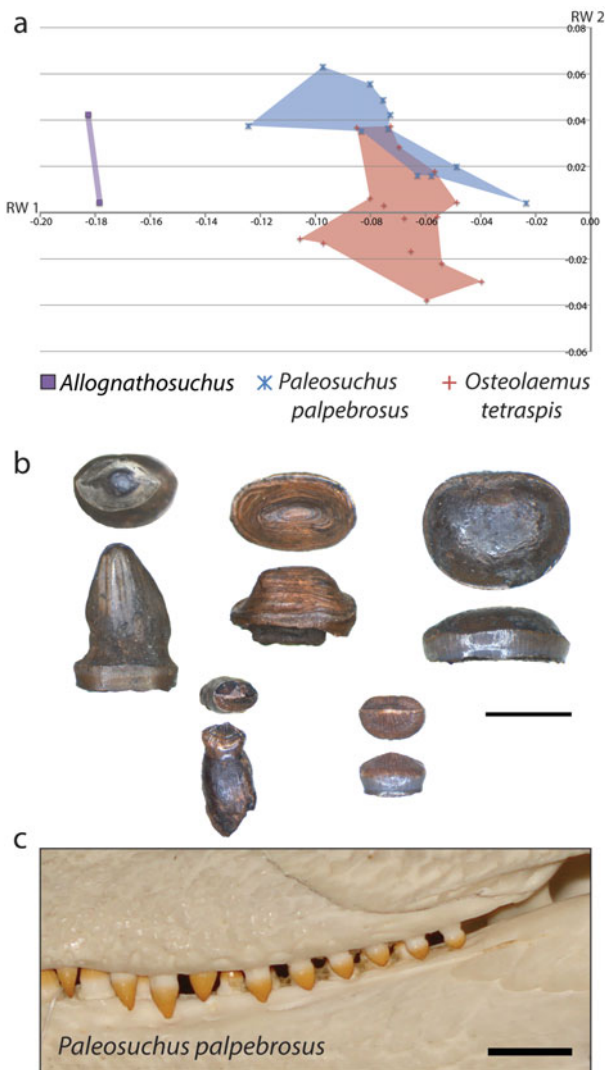 a
RW 2
0.08
0.06
0.04
0.02
RW 1
-0.20 -0.18 -0.16 -0.14 -0.12 -0.10 -0.08 -0.06 -0.04 -0.02 0.00
-0.02
-0.04
-0.06
Allognathosuchus
Paleosuchus palpebrosus
Osteolaemus tetraspis
b
c
Paleosuchus palpebrosus